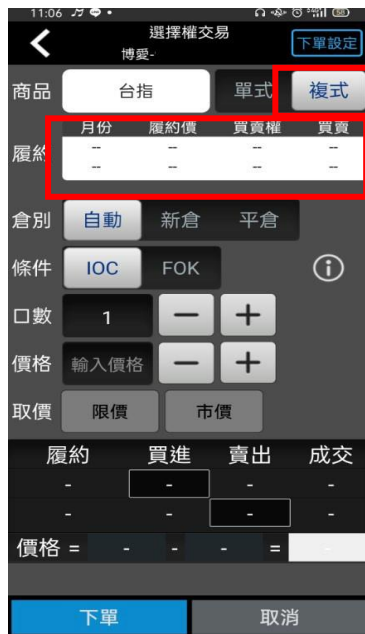 11:06 58
選擇權交易
博愛-
下單設定
商品 台指 單式 複式
月份 履約價 買賣權 買賣
履約 -- -- -- --
-- -- -- --
倉別 自動 新倉 平倉
條件 IOC FOK
口數 1 — +
價格 輸入價格 — +
取價 限價 市價
履約 買進 賣出 成交
- - - -
- - - -
價格 = - - - = -
下單 取消